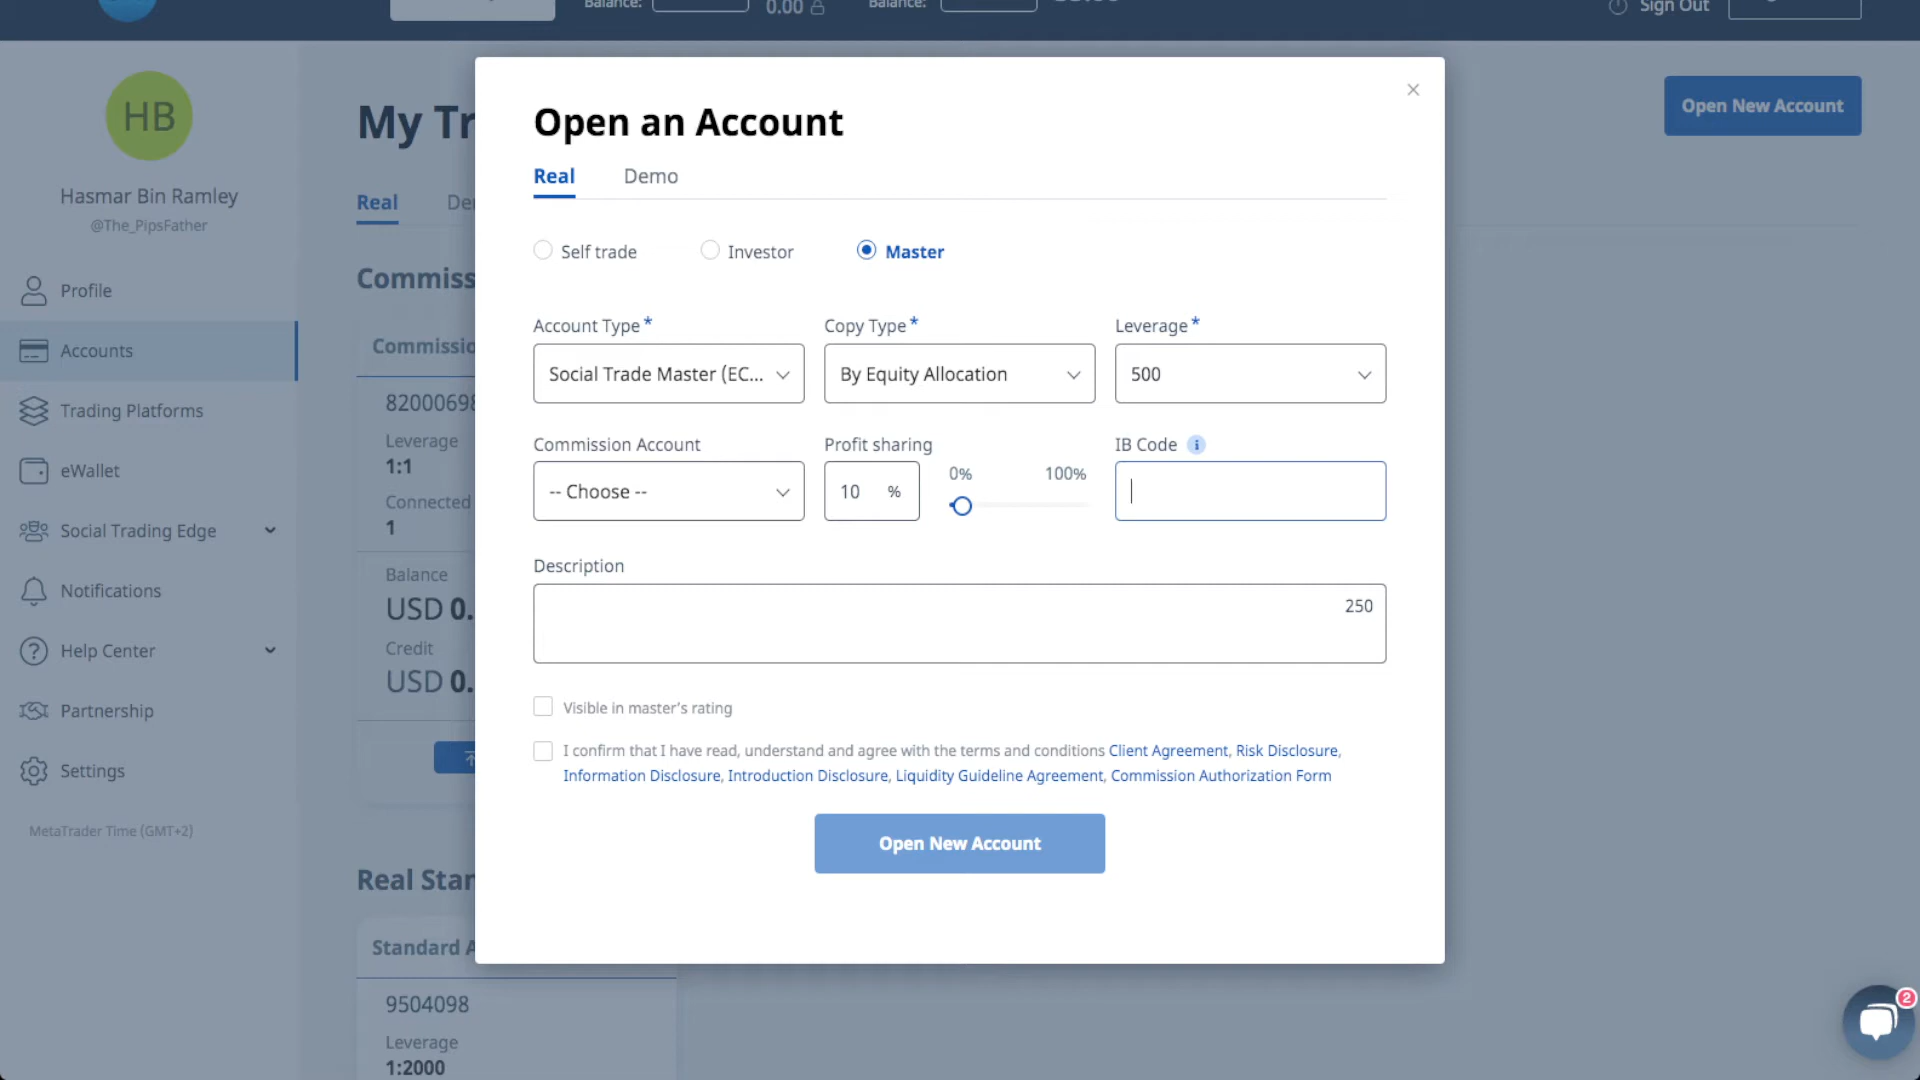 Balance:
0.00
Balance:
Sign Out
HB
Hasmar Bin Ramley
@The_PipsFather
Profile
Accounts
Trading Platforms
eWallet
Social Trading Edge
Notifications
Help Center
Partnership
Settings
MetaTrader Time (GMT+2)
My Tr
Open New Account
Real
De
Commiss
Commissio
8200069
Leverage
1:1
Connected
1
Balance
USD 0.
Credit
USD 0.
Real Star
Standard A
9504098
Leverage
1:2000
Open an Account
Real Demo
Self trade Investor Master
Account Type * Copy Type * Leverage *
Social Trade Master (EC... By Equity Allocation 500
Commission Account Profit sharing IB Code i
-- Choose -- 10 % 0% 100%
Description
250
Visible in master's rating
I confirm that I have read, understand and agree with the terms and conditions Client Agreement, Risk Disclosure,
Information Disclosure, Introduction Disclosure, Liquidity Guideline Agreement, Commission Authorization Form
Open New Account
2